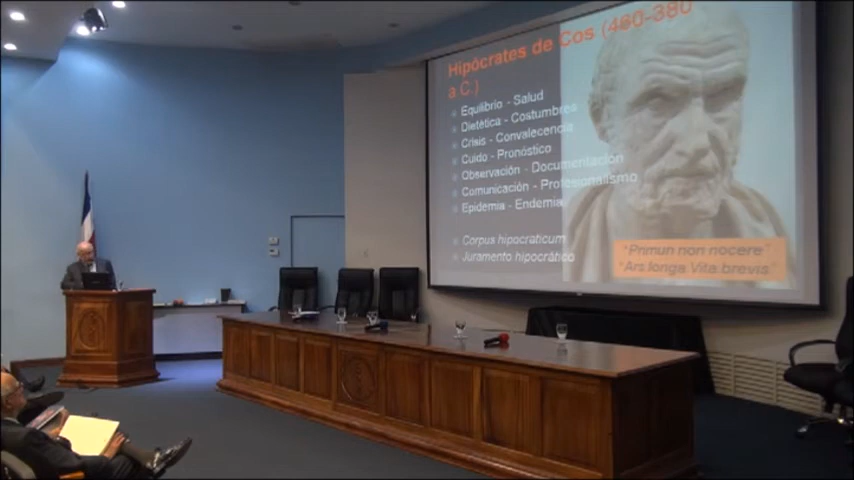 Hipócrates de Cos (460-380
a C.)
Equilibrio - Salud
Dietética - Costumbres
Crisis - Convalecencia
Cuido - Pronóstico
Observación - Documentación
Comunicación - Profesionalismo
Epidemia - Endemia
Corpus hipocraticum
Juramento hipocrático
"Primun non nocere"
"Ars longa Vita brevis."